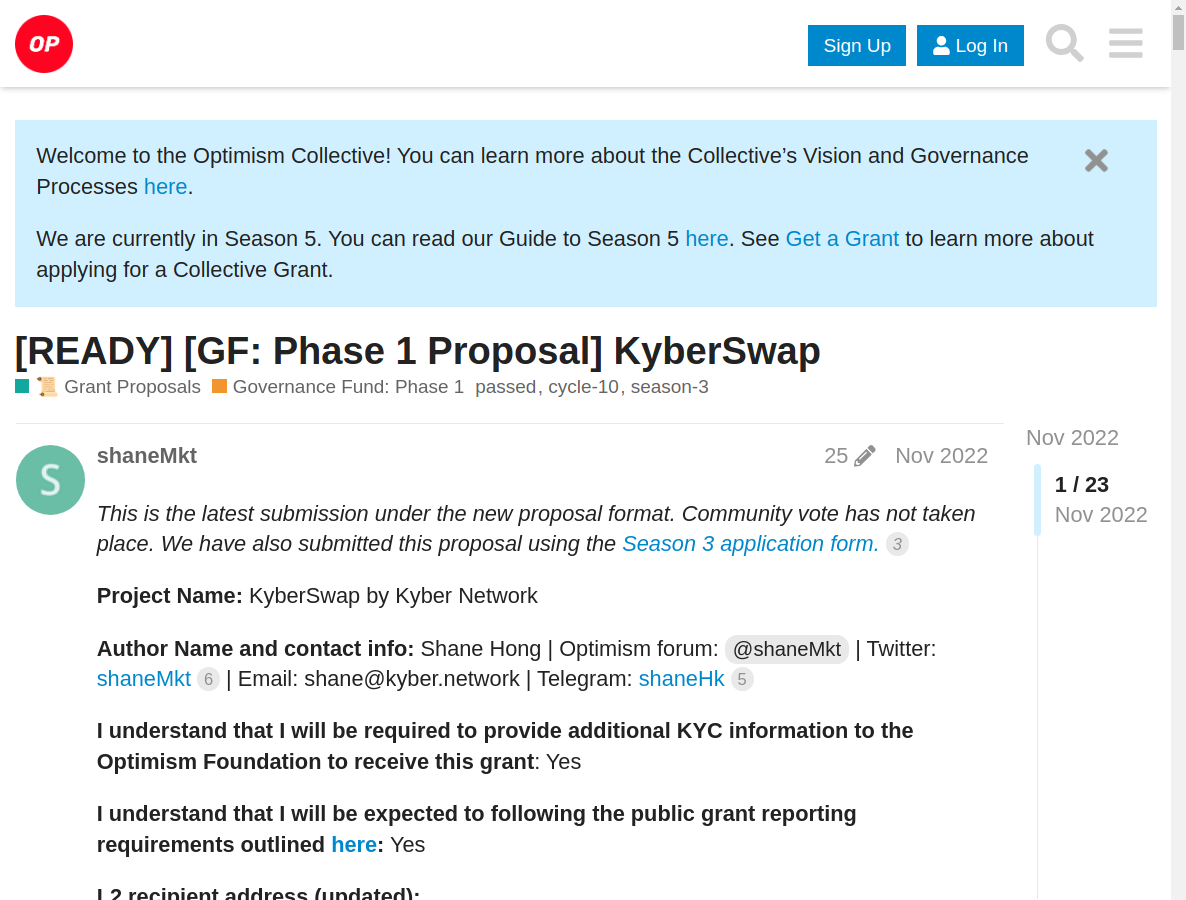 OP
Sign Up
Log In
Welcome to the Optimism Collective! You can learn more about the Collective’s Vision and Governance
Processes here.
We are currently in Season 5. You can read our Guide to Season 5 here. See Get a Grant to learn more about
applying for a Collective Grant.
[READY] [GF: Phase 1 Proposal] KyberSwap
📜 Grant Proposals Governance Fund: Phase 1 passed, cycle-10, season-3
Nov 2022
1 / 23
Nov 2022
S
shaneMkt 25 Nov 2022
This is the latest submission under the new proposal format. Community vote has not taken
place. We have also submitted this proposal using the Season 3 application form. 3
Project Name: KyberSwap by Kyber Network
Author Name and contact info: Shane Hong | Optimism forum: @shaneMkt | Twitter:
shaneMkt 6 | Email: shane@kyber.network | Telegram: shaneHk 5
I understand that I will be required to provide additional KYC information to the
Optimism Foundation to receive this grant: Yes
I understand that I will be expected to following the public grant reporting
requirements outlined here: Yes
L2 recipient address (updated):